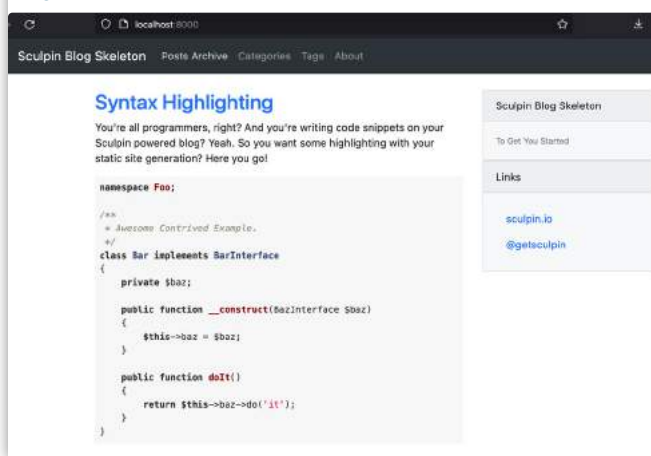 localhost:8000
Sculpin Blog Skeleton Posts Archive Categories Tags About
Syntax Highlighting
You're all programmers, right? And you're writing code snippets on your
Sculpin powered blog? Yeah. So you want some highlighting with your
static site generation? Here you go!
namespace Foo;
/**
* Awesome Contrived Example.
*/
class Bar implements BarInterface
{
private $baz;
public function __construct(BazInterface $baz)
{
$this->baz = $baz;
}
public function doIt()
{
return $this->baz->do('it');
}
}
Sculpin Blog Skeleton
To Get You Started
Links
sculpin.io
@getsculpin